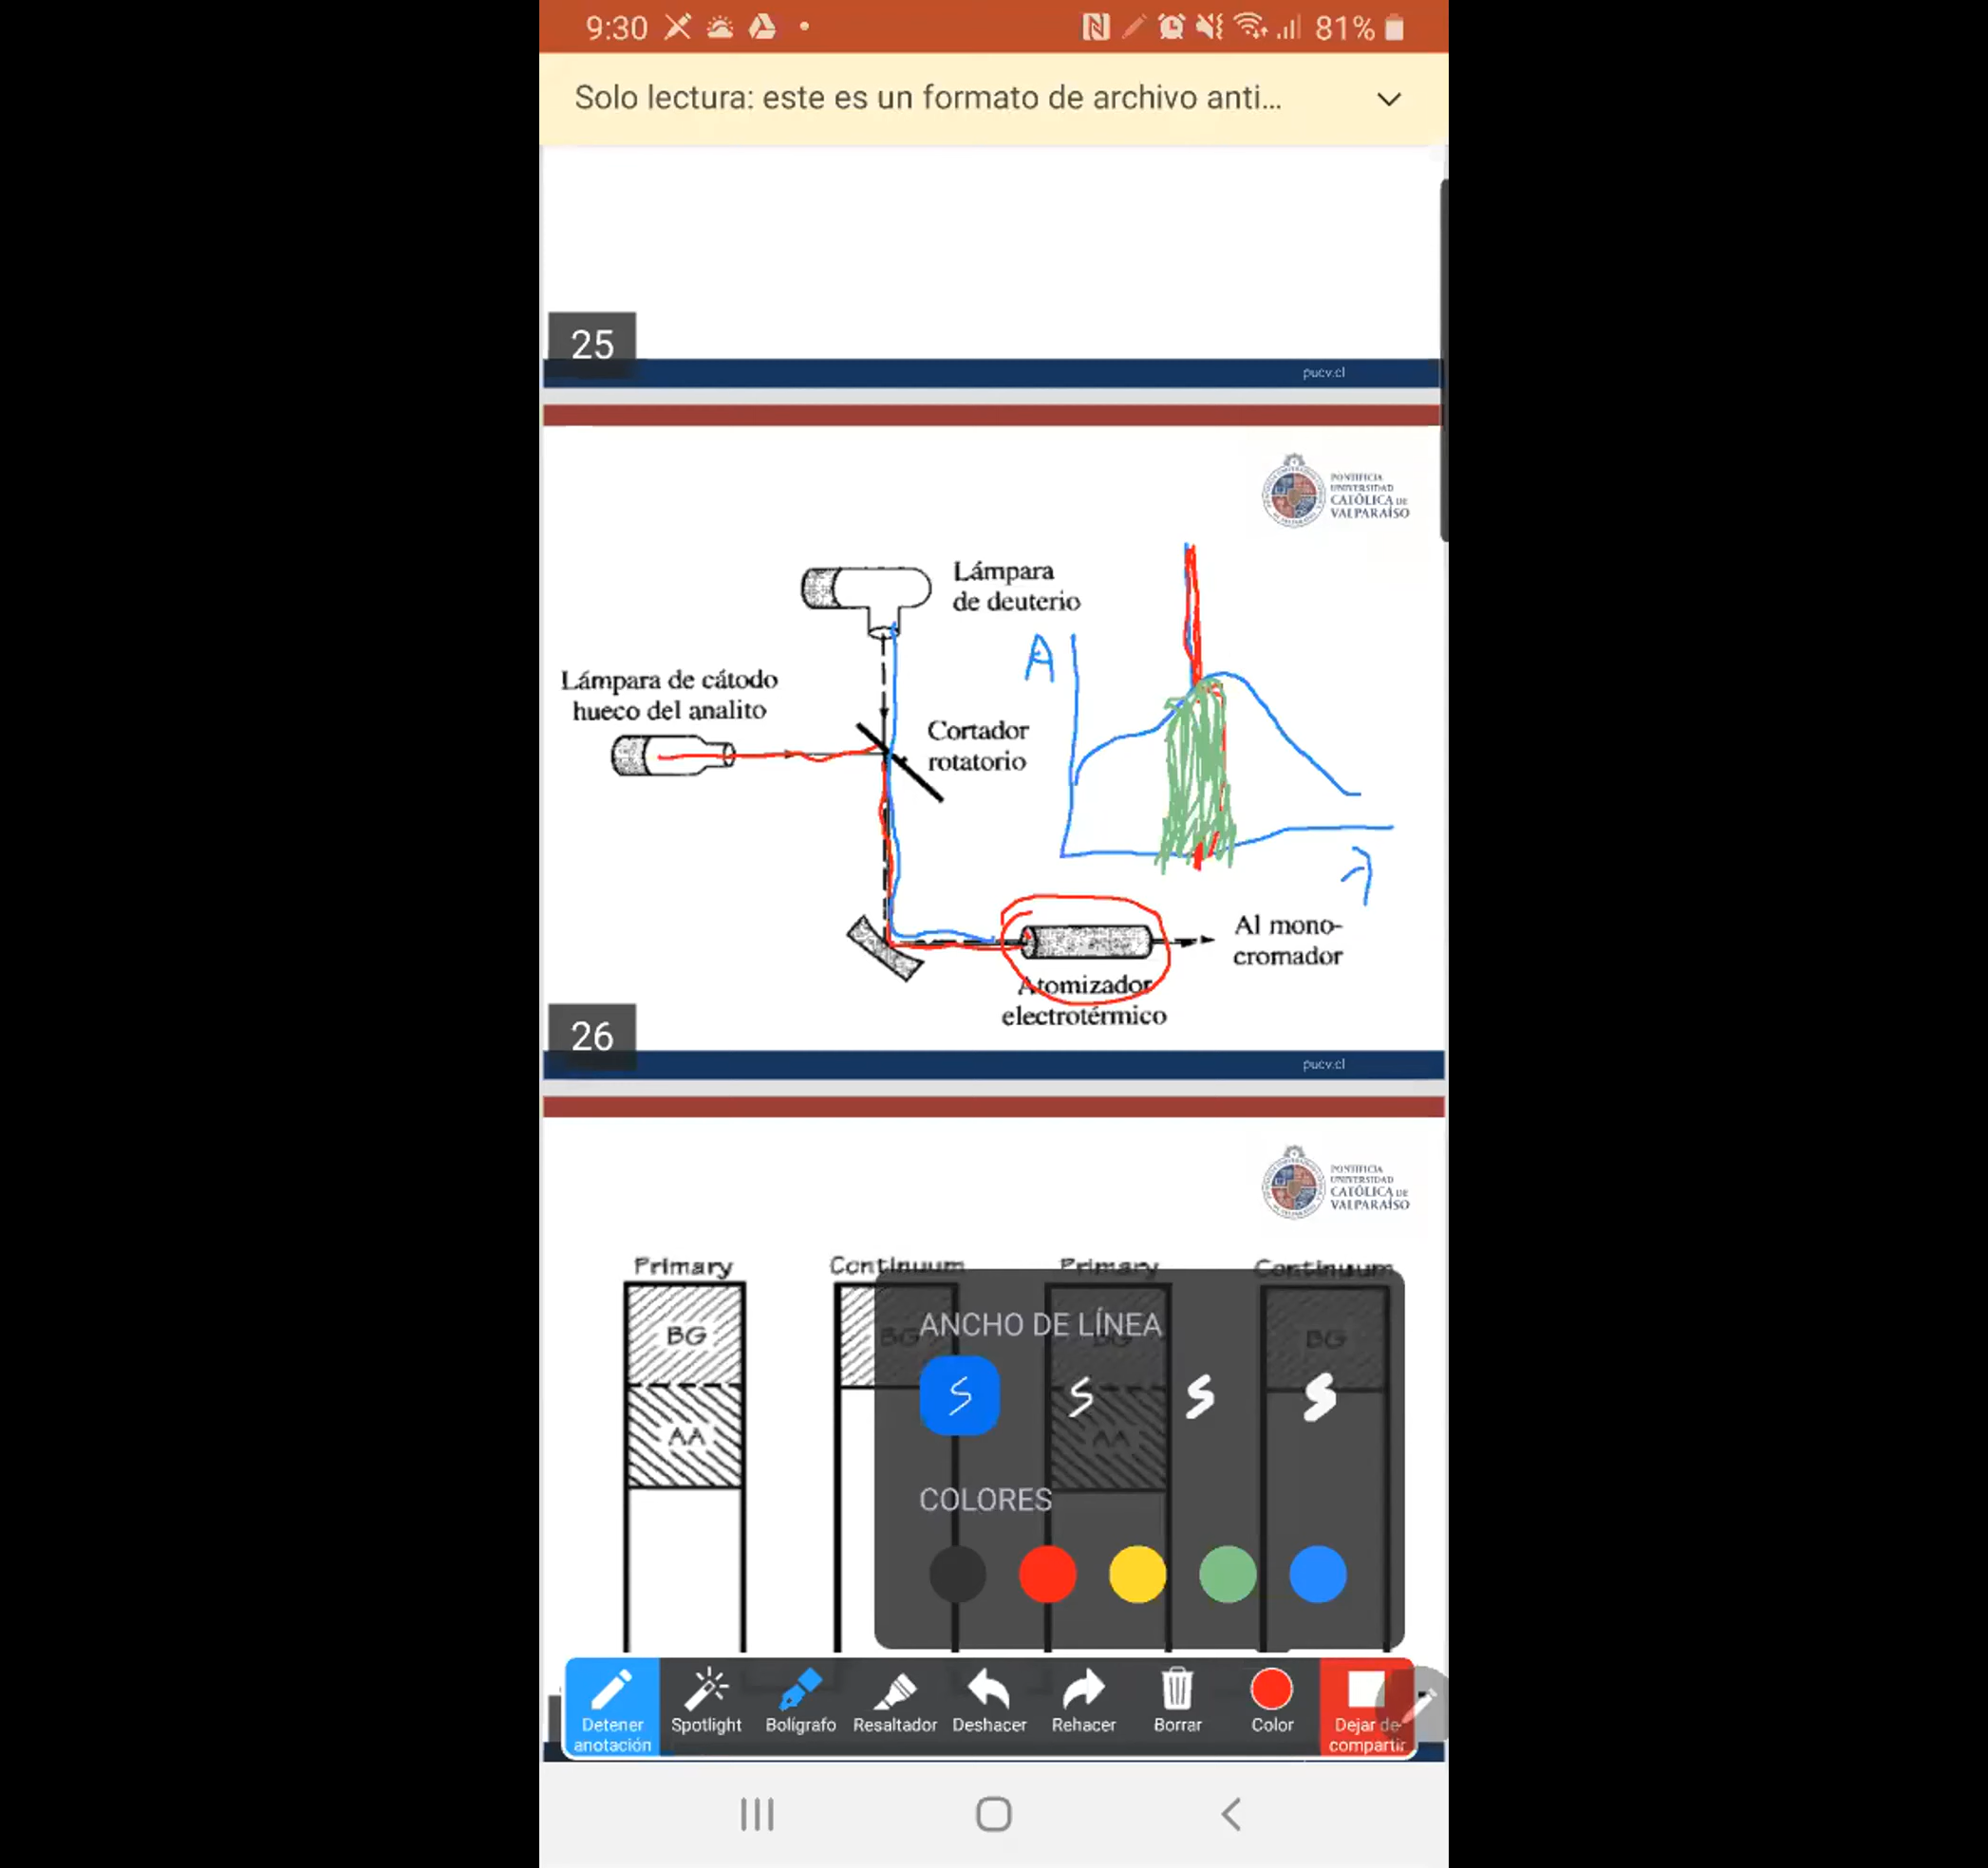 9:30
81%
Solo lectura: este es un formato de archivo anti...
25
pucv.cl
PONTIFICIA
UNIVERSIDAD
CATÓLICA DE
VALPARAÍSO
Lámpara
de deuterio
A
Lámpara de cátodo
hueco del analito
Cortador
rotatorio
λ
Al mono-
cromador
Atomizador
electrotérmico
26
pucv.cl
PONTIFICIA
UNIVERSIDAD
CATÓLICA DE
VALPARAÍSO
Primary Continuum Primary Continuum
BG BG BG BG
AA AA
ANCHO DE LÍNEA
COLORES
Detener
anotación
Spotlight
Bolígrafo
Resaltador
Deshacer
Rehacer
Borrar
Color
Dejar de
compartir